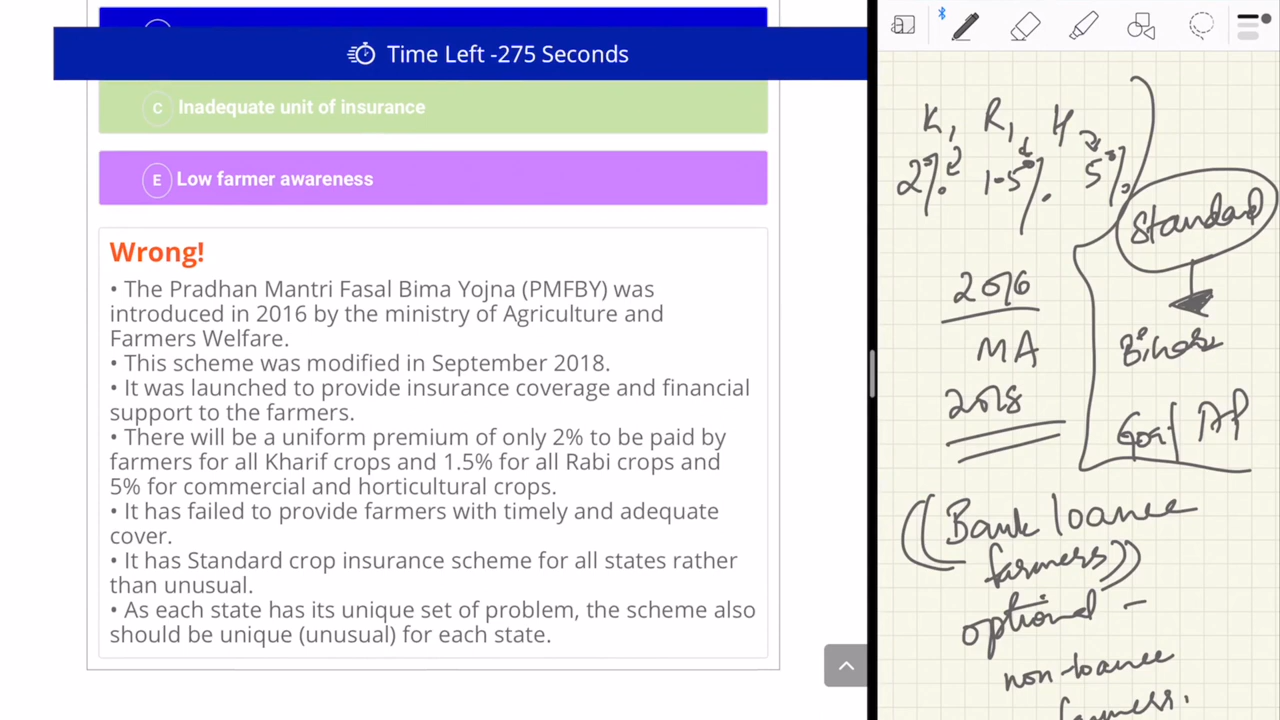 Time Left -275 Seconds
C Inadequate unit of insurance
E Low farmer awareness
Wrong!
• The Pradhan Mantri Fasal Bima Yojna (PMFBY) was
introduced in 2016 by the ministry of Agriculture and
Farmers Welfare.
• This scheme was modified in September 2018.
• It was launched to provide insurance coverage and financial
support to the farmers.
• There will be a uniform premium of only 2% to be paid by
farmers for all Kharif crops and 1.5% for all Rabi crops and
5% for commercial and horticultural crops.
• It has failed to provide farmers with timely and adequate
cover.
• It has Standard crop insurance scheme for all states rather
than unusual.
• As each state has its unique set of problem, the scheme also
should be unique (unusual) for each state.
K, R, H
2% 1.5% 5%
Standard
2016
MA
Bihar
2018
AP
(( Bank loanee
farmers ))
optional -
non-loanee
farmers.